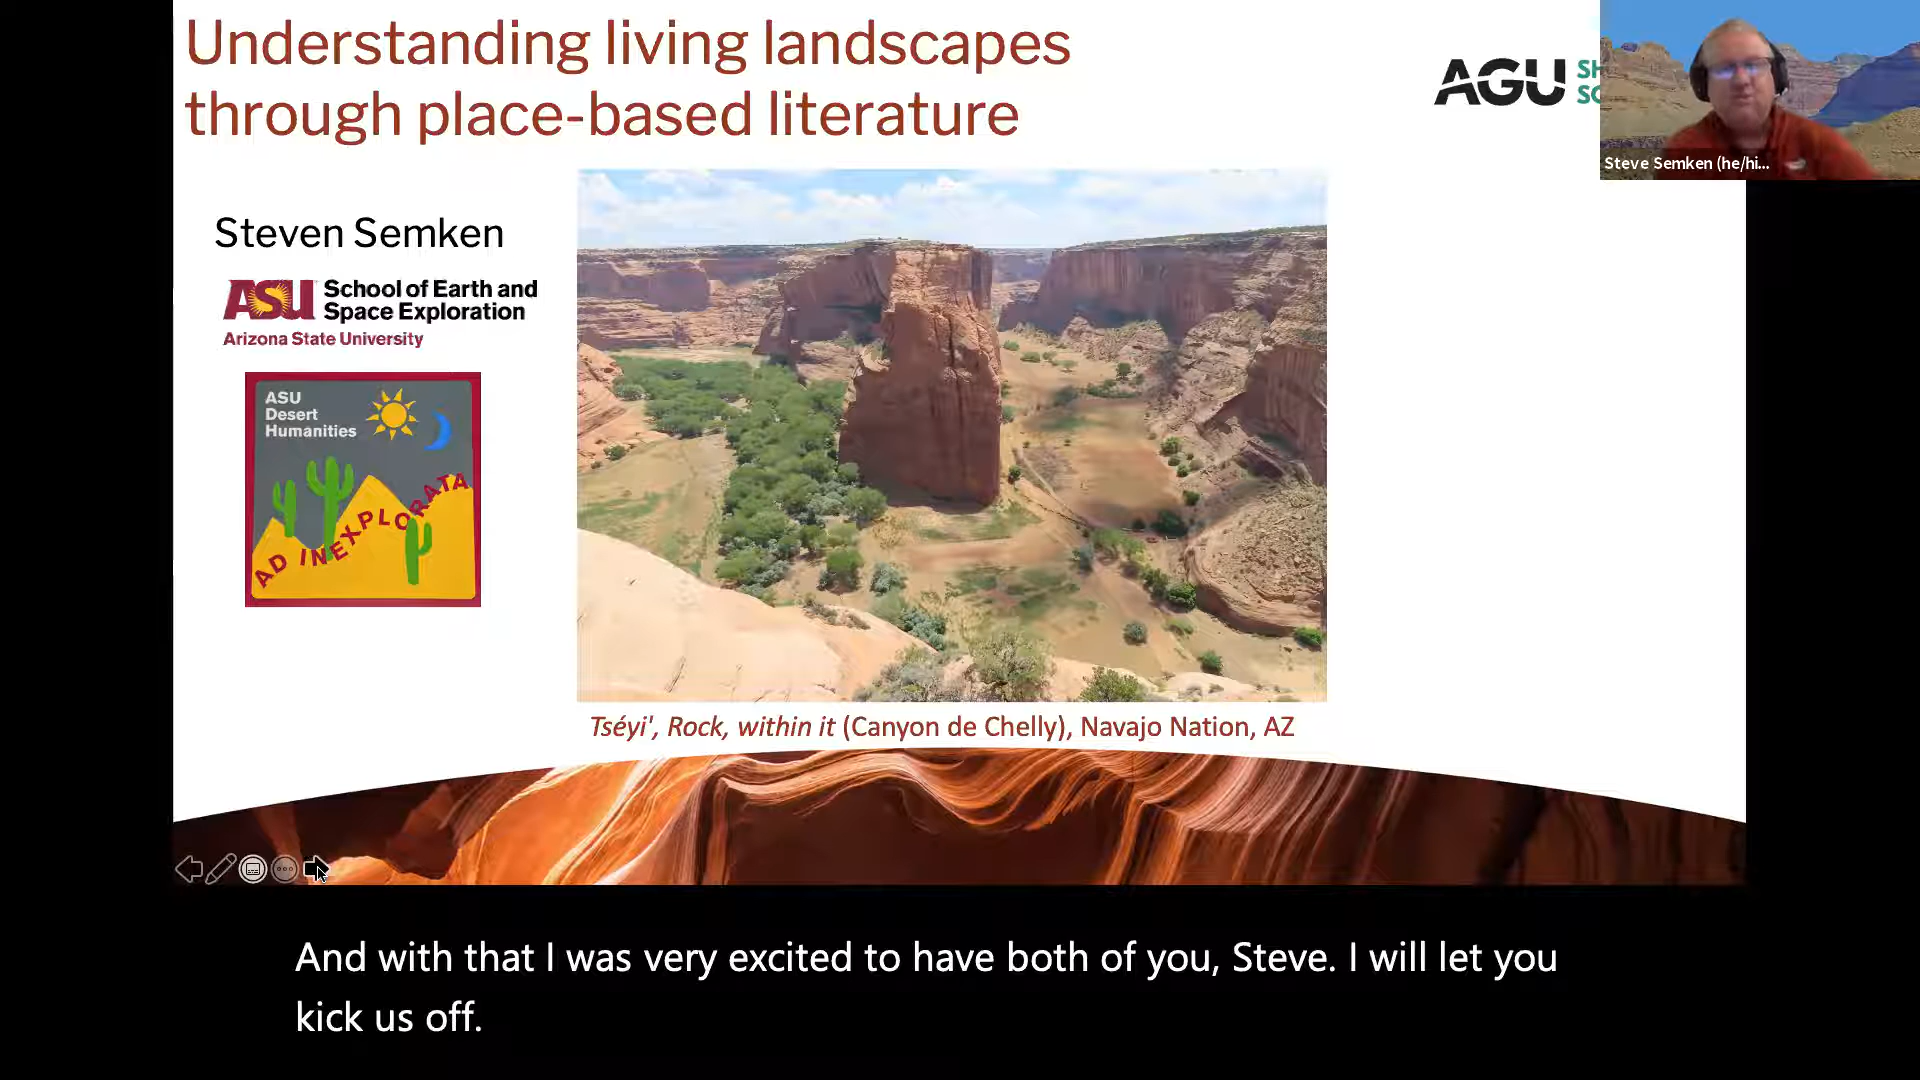 Understanding living landscapes
through place-based literature
AGU
Steve Semken (he/hi...
Steven Semken
ASU School of Earth and
Space Exploration
Arizona State University
ASU
Desert
Humanities
AD INEXPLORATA
Tséyi', Rock, within it (Canyon de Chelly), Navajo Nation, AZ
And with that I was very excited to have both of you, Steve. I will let you
kick us off.